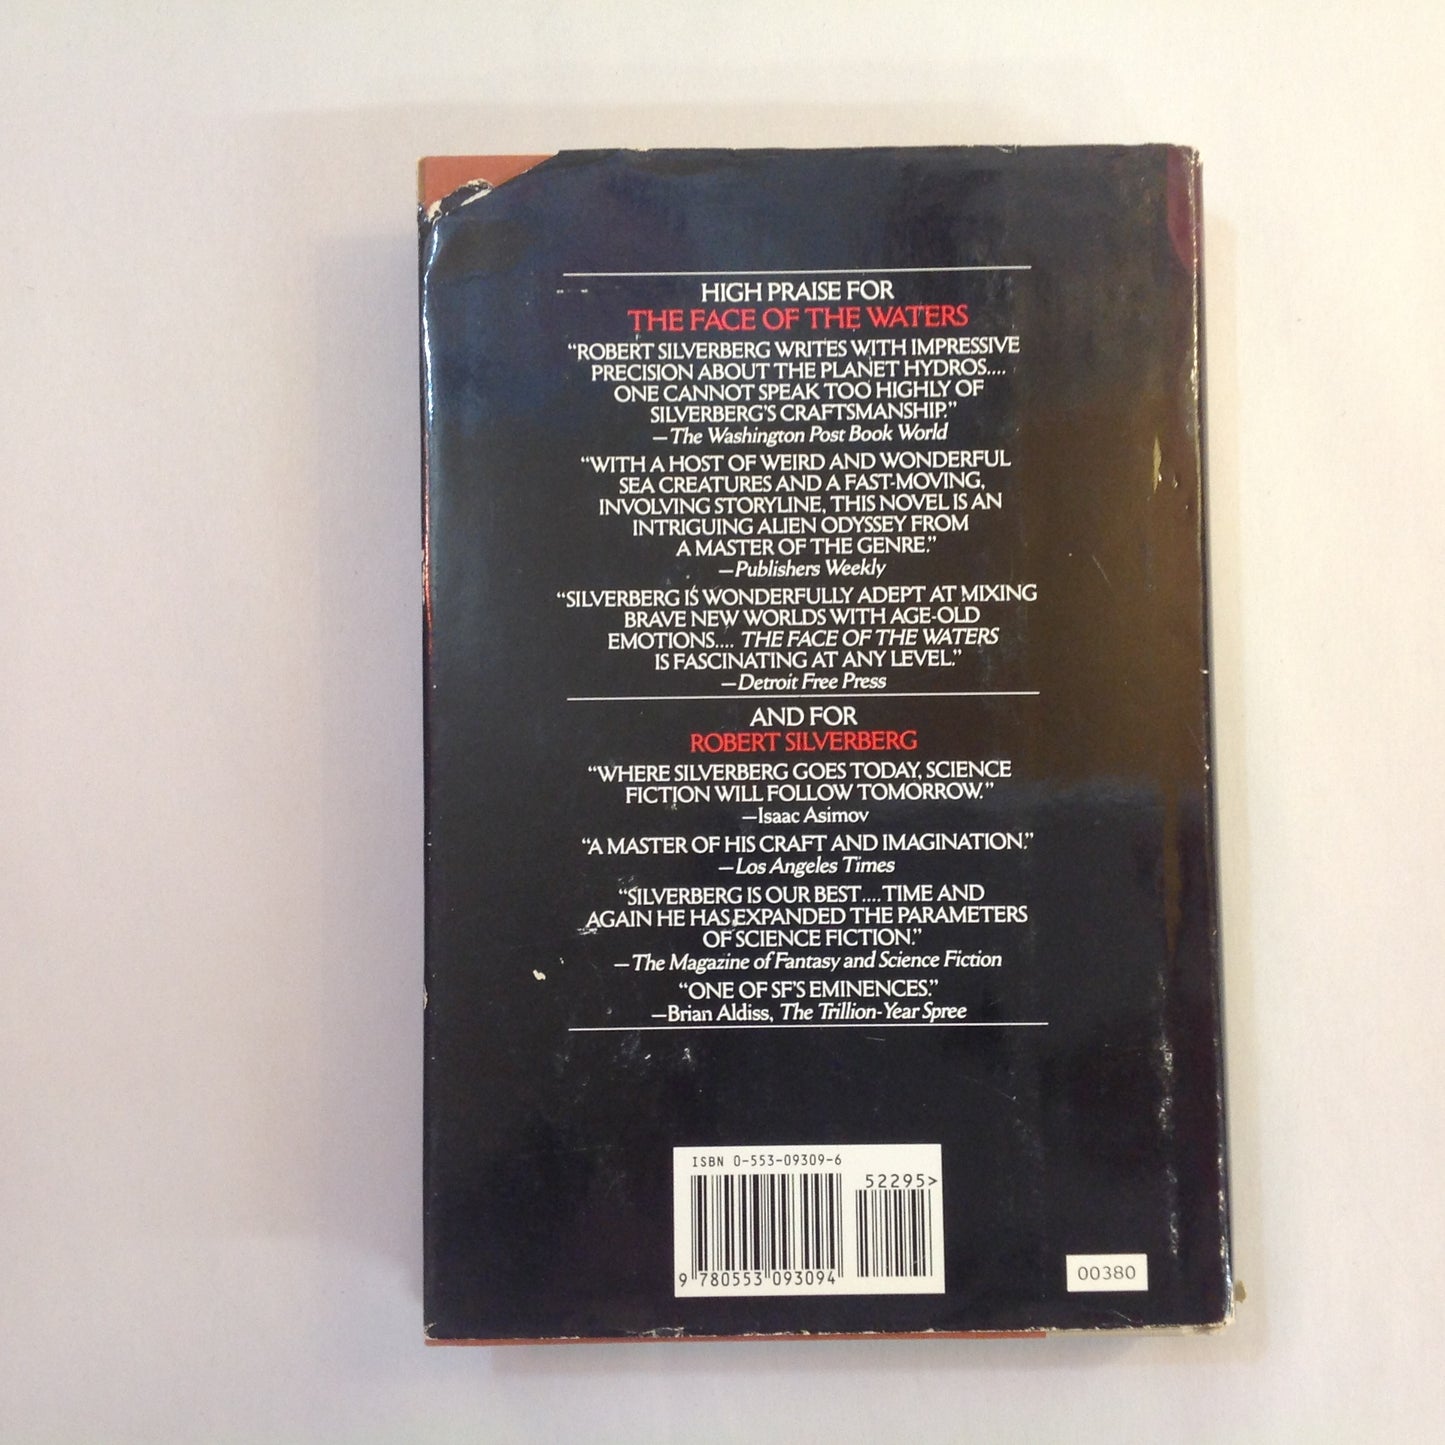 HIGH PRAISE FOR
THE FACE OF THE WATERS
“ROBERT SILVERBERG WRITES WITH IMPRESSIVE
PRECISION ABOUT THE PLANET HYDROS....
ONE CANNOT SPEAK TOO HIGHLY OF
SILVERBERG’S CRAFTSMANSHIP.”
—The Washington Post Book World
“WITH A HOST OF WEIRD AND WONDERFUL
SEA CREATURES AND A FAST-MOVING,
INVOLVING STORYLINE, THIS NOVEL IS AN
INTRIGUING ALIEN ODYSSEY FROM
A MASTER OF THE GENRE.”
—Publishers Weekly
“SILVERBERG IS WONDERFULLY ADEPT AT MIXING
BRAVE NEW WORLDS WITH AGE-OLD
EMOTIONS.... THE FACE OF THE WATERS
IS FASCINATING AT ANY LEVEL.”
—Detroit Free Press
AND FOR
ROBERT SILVERBERG
“WHERE SILVERBERG GOES TODAY, SCIENCE
FICTION WILL FOLLOW TOMORROW.”
—Isaac Asimov
“A MASTER OF HIS CRAFT AND IMAGINATION.”
—Los Angeles Times
“SILVERBERG IS OUR BEST.... TIME AND
AGAIN HE HAS EXPANDED THE PARAMETERS
OF SCIENCE FICTION.”
—The Magazine of Fantasy and Science Fiction
“ONE OF SF’S EMINENCES.”
—Brian Aldiss, The Trillion-Year Spree
ISBN 0-553-09309-6
52295>
9 780553 093094
00380